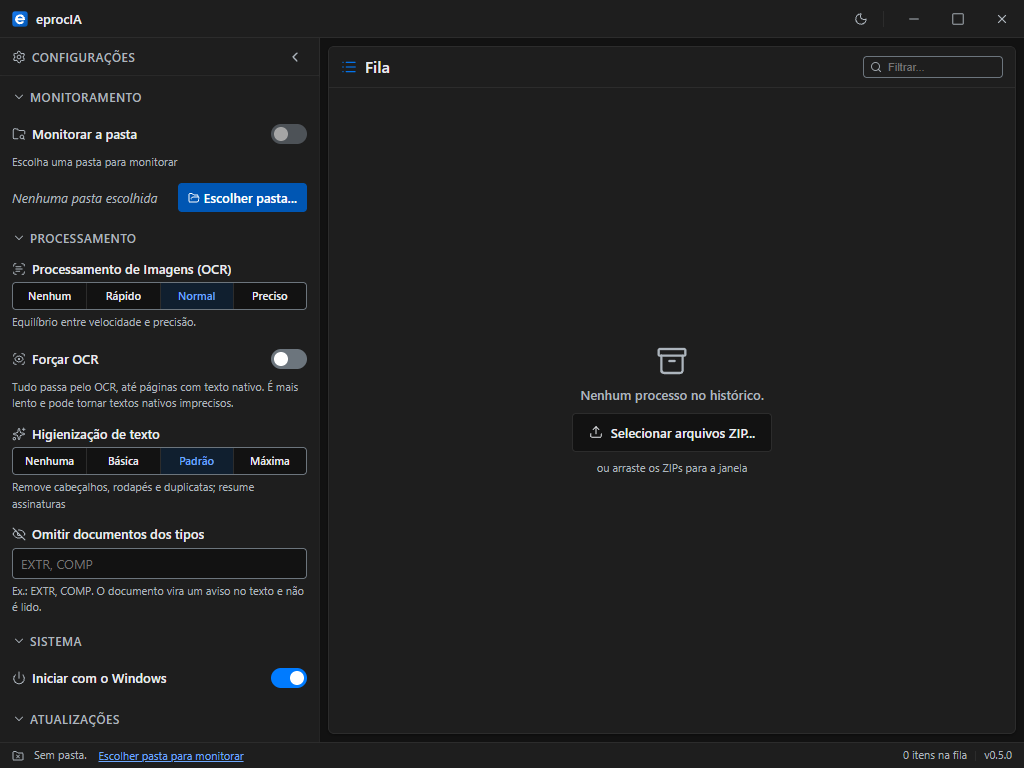 eprocIA
CONFIGURAÇÕES
MONITORAMENTO
Monitorar a pasta
Escolha uma pasta para monitorar
Nenhuma pasta escolhida
Escolher pasta...
PROCESSAMENTO
Processamento de Imagens (OCR)
Nenhum Rápido Normal Preciso
Equilíbrio entre velocidade e precisão.
Forçar OCR
Tudo passa pelo OCR, até páginas com texto nativo. É mais
lento e pode tornar textos nativos imprecisos.
Higienização de texto
Nenhuma Básica Padrão Máxima
Remove cabeçalhos, rodapés e duplicatas; resume
assinaturas
Omitir documentos dos tipos
EXTR, COMP
Ex.: EXTR, COMP. O documento vira um aviso no texto e não
é lido.
SISTEMA
Iniciar com o Windows
ATUALIZAÇÕES
Fila
Filtrar...
Nenhum processo no histórico.
Selecionar arquivos ZIP...
ou arraste os ZIPs para a janela
Sem pasta. Escolher pasta para monitorar
0 itens na fila
v0.5.0